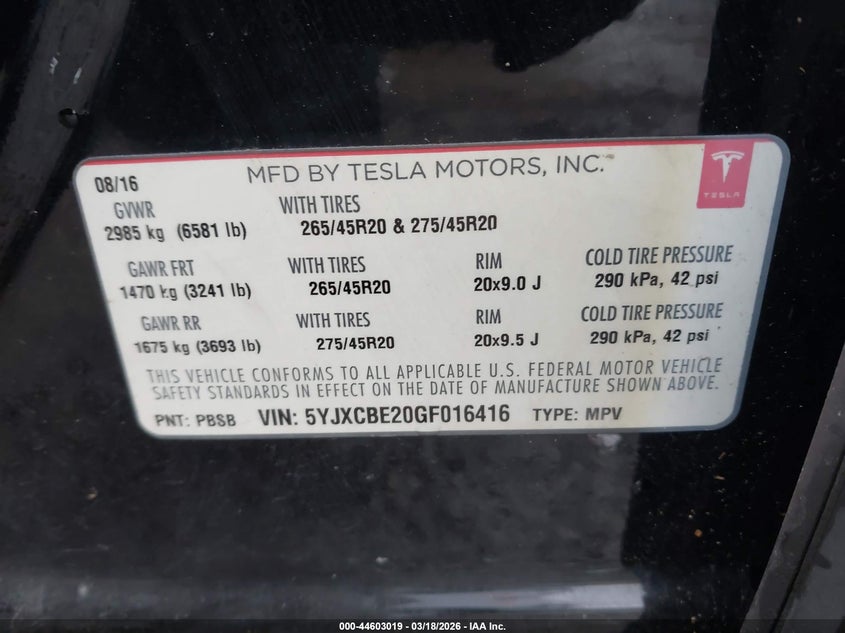 MFD BY TESLA MOTORS, INC.™
TESLA
08/16
GVWR WITH TIRES
2985 kg (6581 lb) 265/45R20 & 275/45R20
GAWR FRT WITH TIRES RIM COLD TIRE PRESSURE
1470 kg (3241 lb) 265/45R20 20x9.0 J 290 kPa, 42 psi
GAWR RR WITH TIRES RIM COLD TIRE PRESSURE
1675 kg (3693 lb) 275/45R20 20x9.5 J 290 kPa, 42 psi
THIS VEHICLE CONFORMS TO ALL APPLICABLE U.S. FEDERAL MOTOR VEHICLE
SAFETY STANDARDS IN EFFECT ON THE DATE OF MANUFACTURE SHOWN ABOVE.
PNT: PBSB VIN: 5YJXCBE20GF016416 TYPE: MPV
000-44603019 — 03/18/2026 — IAA Inc.